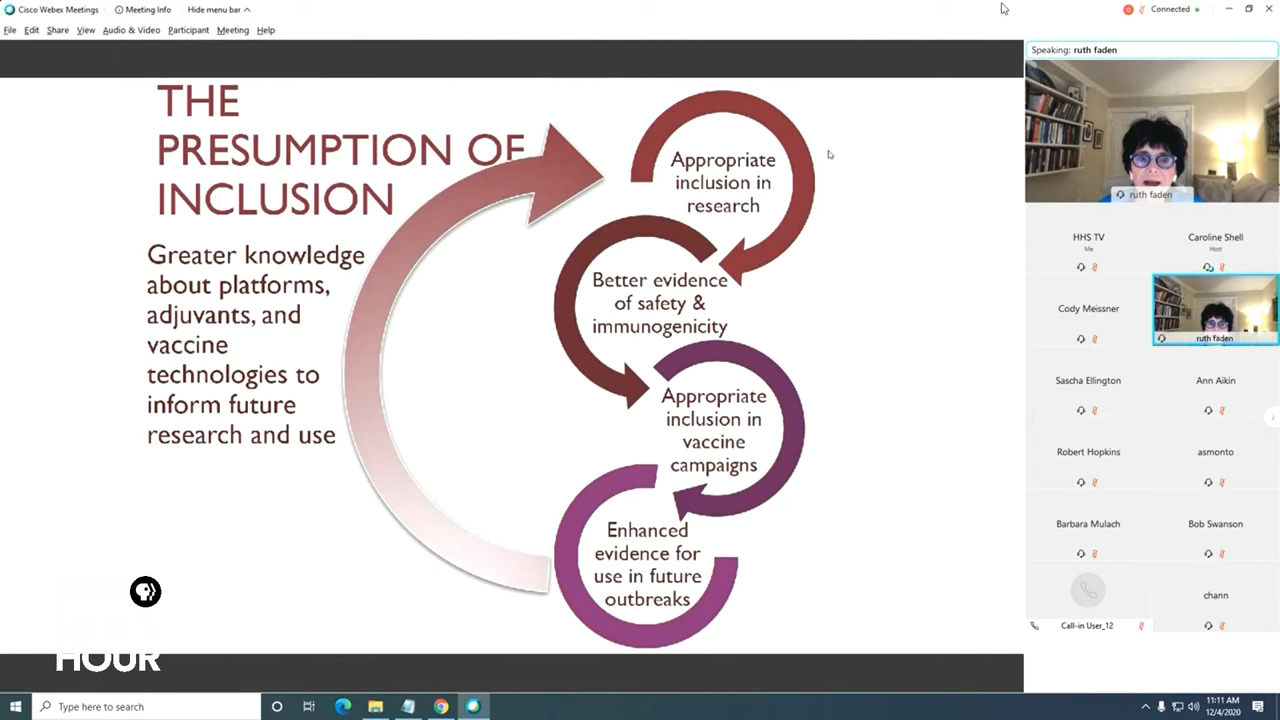 Cisco Webex Meetings
Meeting Info
Hide menu bar
Connected
File Edit Share View Audio & Video Participant Meeting Help
THE
PRESUMPTION OF
INCLUSION
Greater knowledge
about platforms,
adjuvants, and
vaccine
technologies to
inform future
research and use
Appropriate
inclusion in
research
Better evidence
of safety &
immunogenicity
Appropriate
inclusion in
vaccine
campaigns
Enhanced
evidence for
use in future
outbreaks
HOUR
Speaking: ruth faden
ruth faden
HHS TV
Me
Caroline Shell
Host
Cody Meissner
ruth faden
Sascha Ellington
Ann Aikin
Robert Hopkins
asmonto
Barbara Mulach
Bob Swanson
Call-in User_12
chann
Type here to search
11:11 AM
12/4/2020